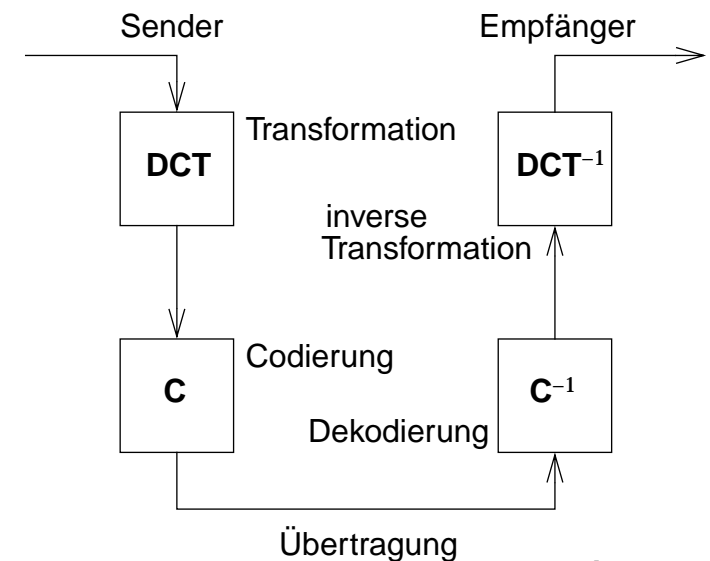 Sender
Empfänger
Transformation
DCT
DCT⁻¹
inverse
Transformation
Codierung
C
C⁻¹
Dekodierung
Übertragung